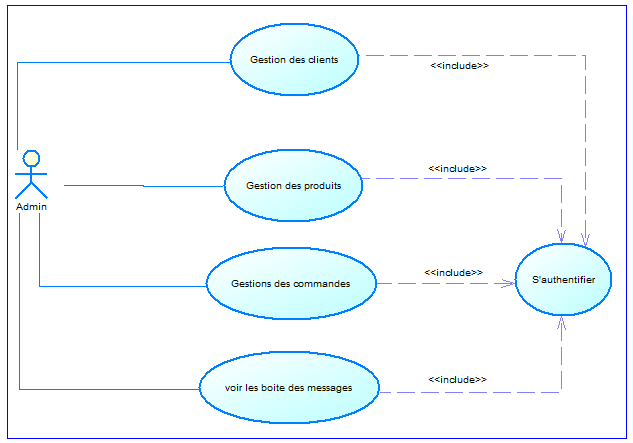 Gestion des clients
<<include>>
Gestion des produits
<<include>>
Admin
Gestions des commandes
<<include>>
S'authentifier
voir les boite des messages
<<include>>